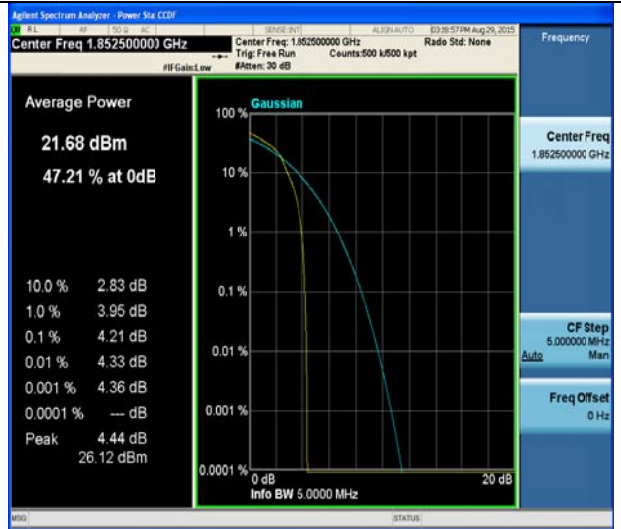 Agilent Spectrum Analyzer - Power Stat CCDF
RL RF 50 Ω AC SENSE:INT ALIGN AUTO 03:39:57 PM Aug 29, 2015
Center Freq 1.852500000 GHz
Center Freq: 1.852500000 GHz Radio Std: None
Trig: Free Run Counts:500 k/500 kpt
#IFGain:Low #Atten: 30 dB
Frequency
Average Power
21.68 dBm
47.21 % at 0dB
10.0 % 2.83 dB
1.0 % 3.95 dB
0.1 % 4.21 dB
0.01 % 4.33 dB
0.001 % 4.36 dB
0.0001 % --- dB
Peak 4.44 dB
26.12 dBm
Gaussian
100 %
10 %
1 %
0.1 %
0.01 %
0.001 %
0.0001 %
0 dB 20 dB
Info BW 5.0000 MHz
Center Freq
1.852500000 GHz
CF Step
5.000000 MHz
Auto Man
Freq Offset
0 Hz
MSG STATUS